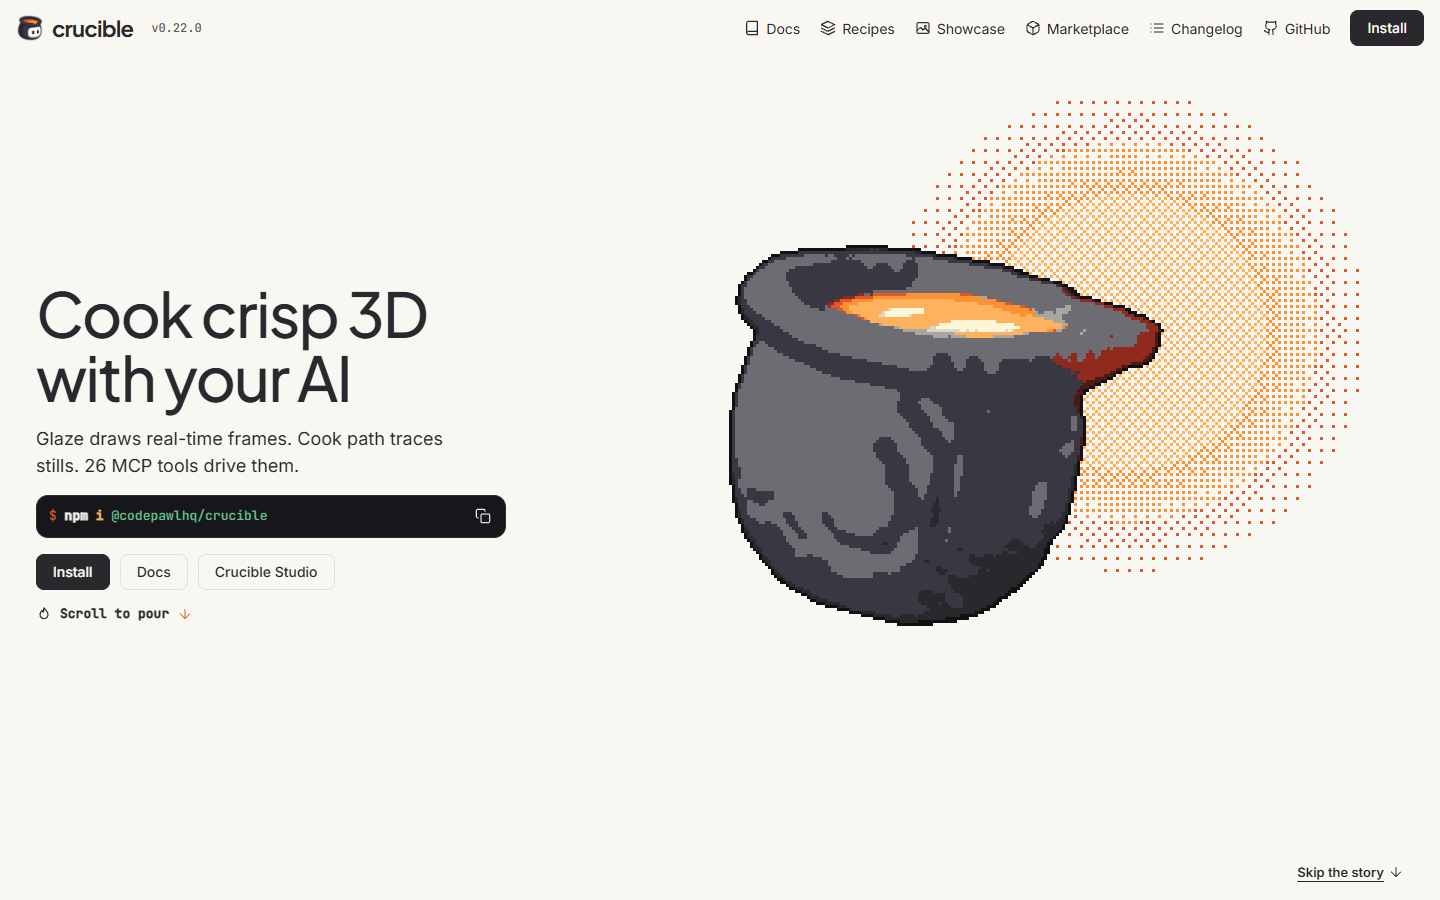 crucible
v0.22.0
Docs
Recipes
Showcase
Marketplace
Changelog
GitHub
Install
Cook crisp 3D
with your AI
Glaze draws real-time frames. Cook path traces
stills. 26 MCP tools drive them.
$ npm i @codepawlhq/crucible
Install
Docs
Crucible Studio
Scroll to pour
Skip the story